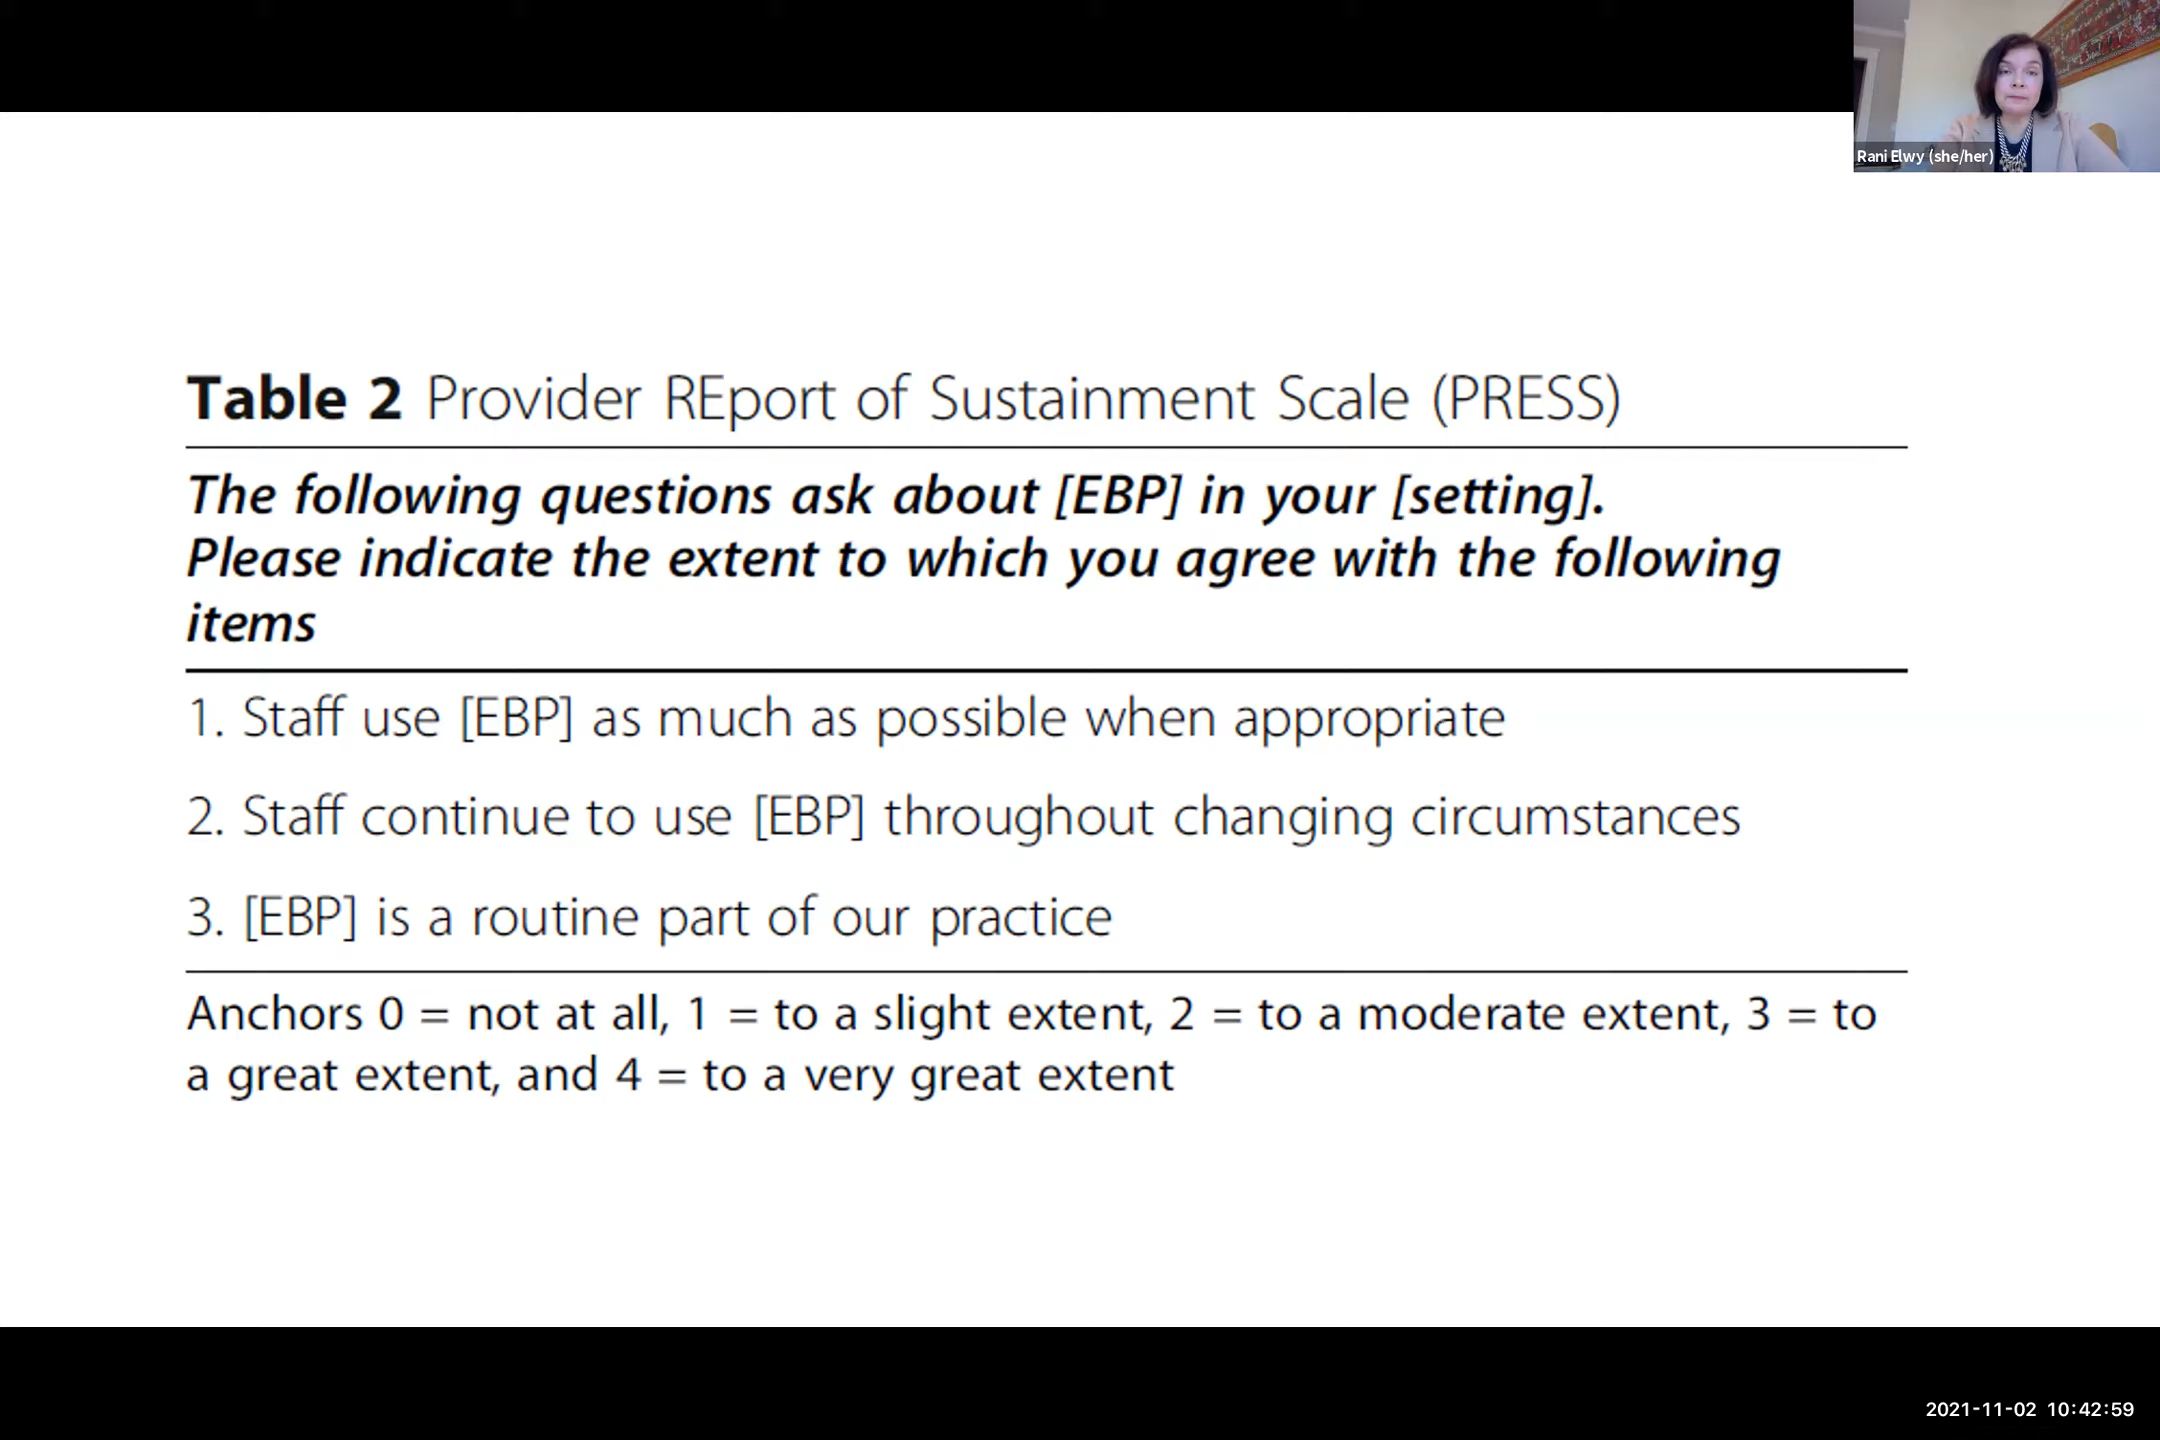 Rani Elwy (she/her)
Table 2 Provider REport of Sustainment Scale (PRESS)
The following questions ask about [EBP] in your [setting].
Please indicate the extent to which you agree with the following
items
1. Staff use [EBP] as much as possible when appropriate
2. Staff continue to use [EBP] throughout changing circumstances
3. [EBP] is a routine part of our practice
Anchors 0 = not at all, 1 = to a slight extent, 2 = to a moderate extent, 3 = to
a great extent, and 4 = to a very great extent
2021-11-02 10:42:59